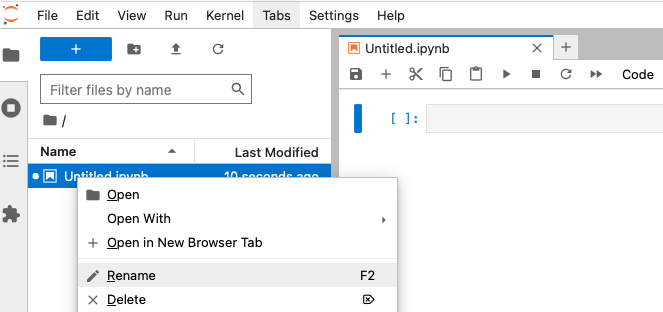 File Edit View Run Kernel Tabs Settings Help
+
Filter files by name
/
Name Last Modified
Untitled.ipynb 10 seconds ago
Open
Open With
Open in New Browser Tab
Rename F2
Delete
Untitled.ipynb
Code
[ ]: